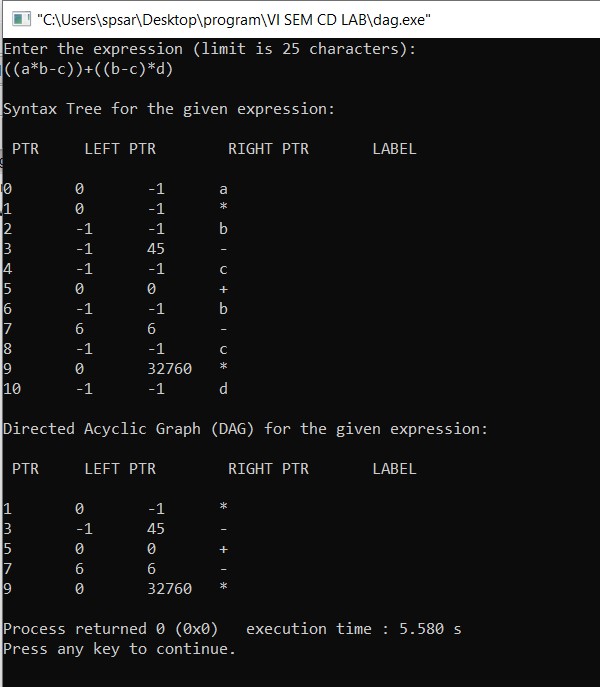 "C:\Users\spsar\Desktop\program\VI SEM CD LAB\dag.exe"
Enter the expression (limit is 25 characters):
((a*b-c))+((b-c)*d)
Syntax Tree for the given expression:
PTR LEFT PTR RIGHT PTR LABEL
0 0 -1 a
1 0 -1 *
2 -1 -1 b
3 -1 45 -
4 -1 -1 c
5 0 0 +
6 -1 -1 b
7 6 6 -
8 -1 -1 c
9 0 32760 *
10 -1 -1 d
Directed Acyclic Graph (DAG) for the given expression:
PTR LEFT PTR RIGHT PTR LABEL
1 0 -1 *
3 -1 45 -
5 0 0 +
7 6 6 -
9 0 32760 *
Process returned 0 (0x0) execution time : 5.580 s
Press any key to continue.